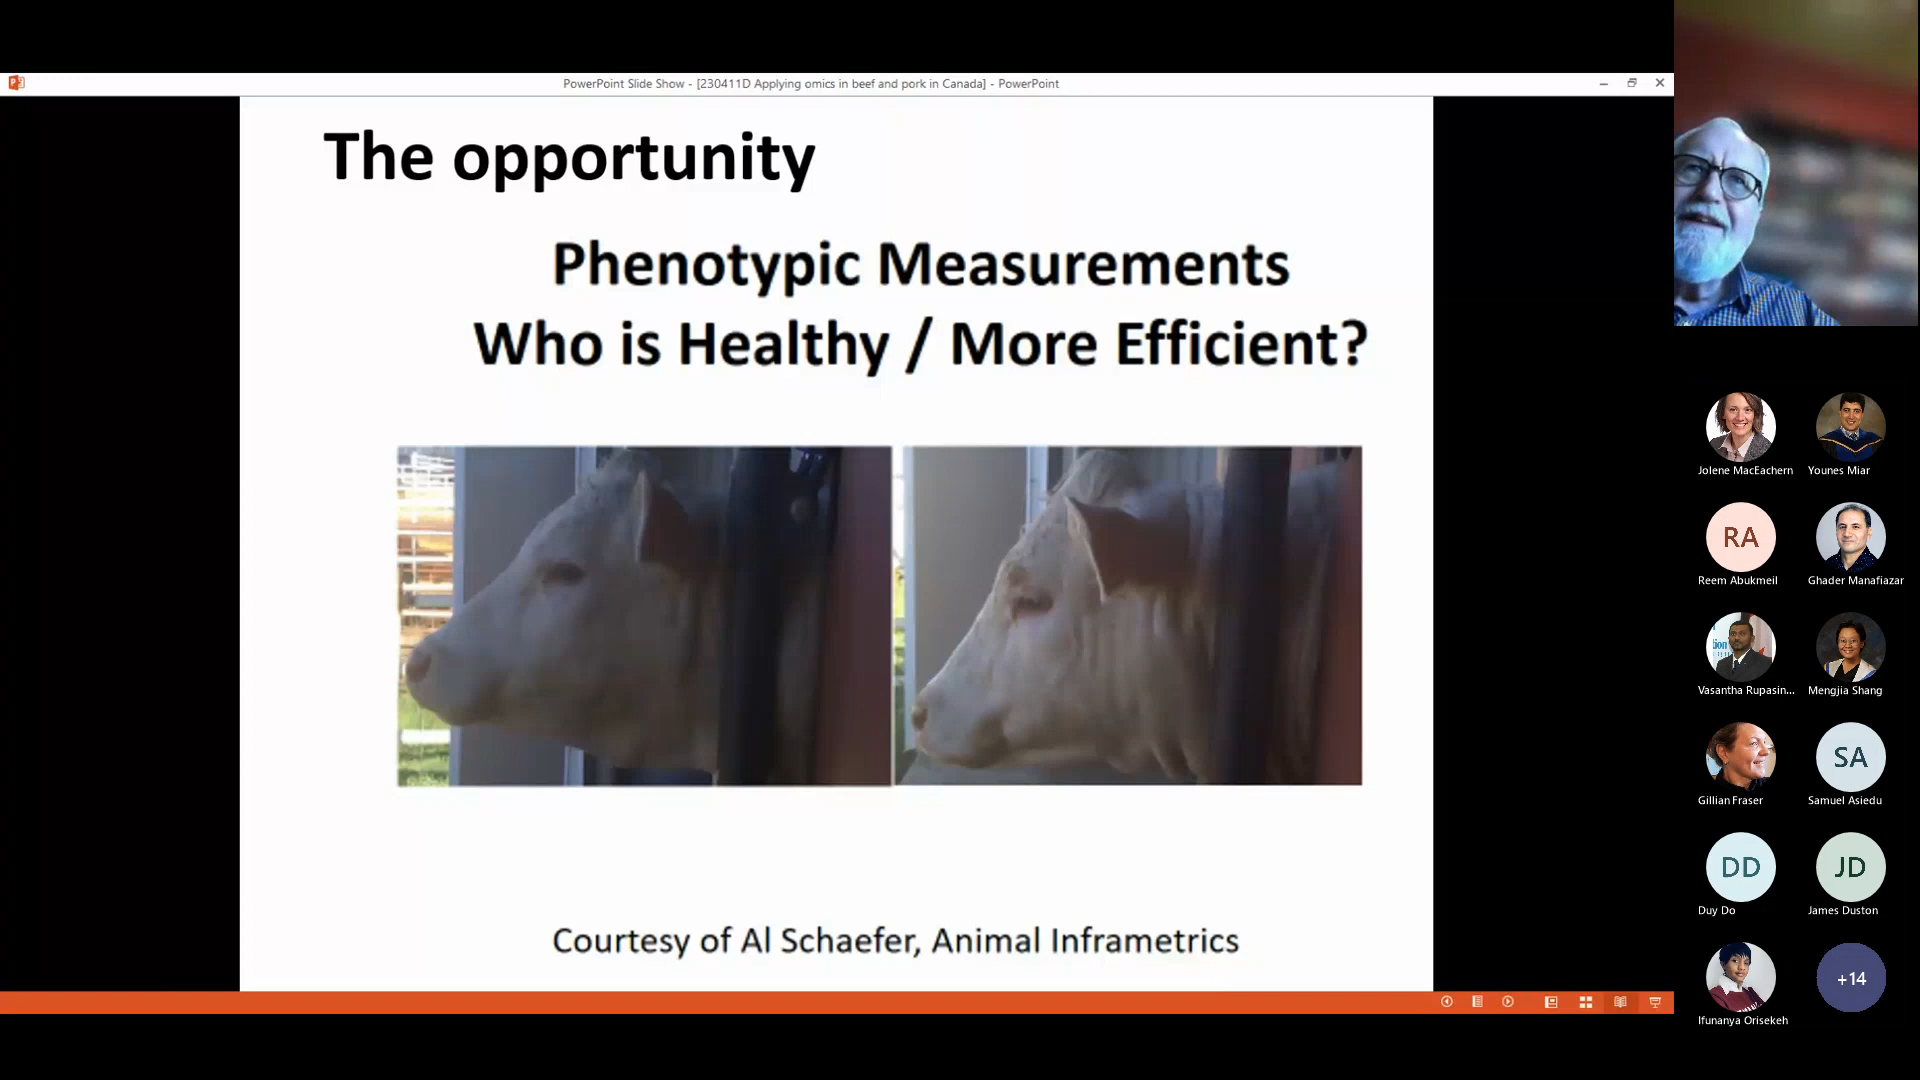 PowerPoint Slide Show - [230411D Applying omics in beef and pork in Canada] - PowerPoint
The opportunity
Phenotypic Measurements
Who is Healthy / More Efficient?
Courtesy of Al Schaefer, Animal Inframetrics
Jolene MacEachern
Younes Miar
RA
Reem Abukmeil
Ghader Manafiazar
Vasantha Rupasin...
Mengjia Shang
Gillian Fraser
SA
Samuel Asiedu
DD
Duy Do
JD
James Duston
Ifunanya Orisekeh
+14